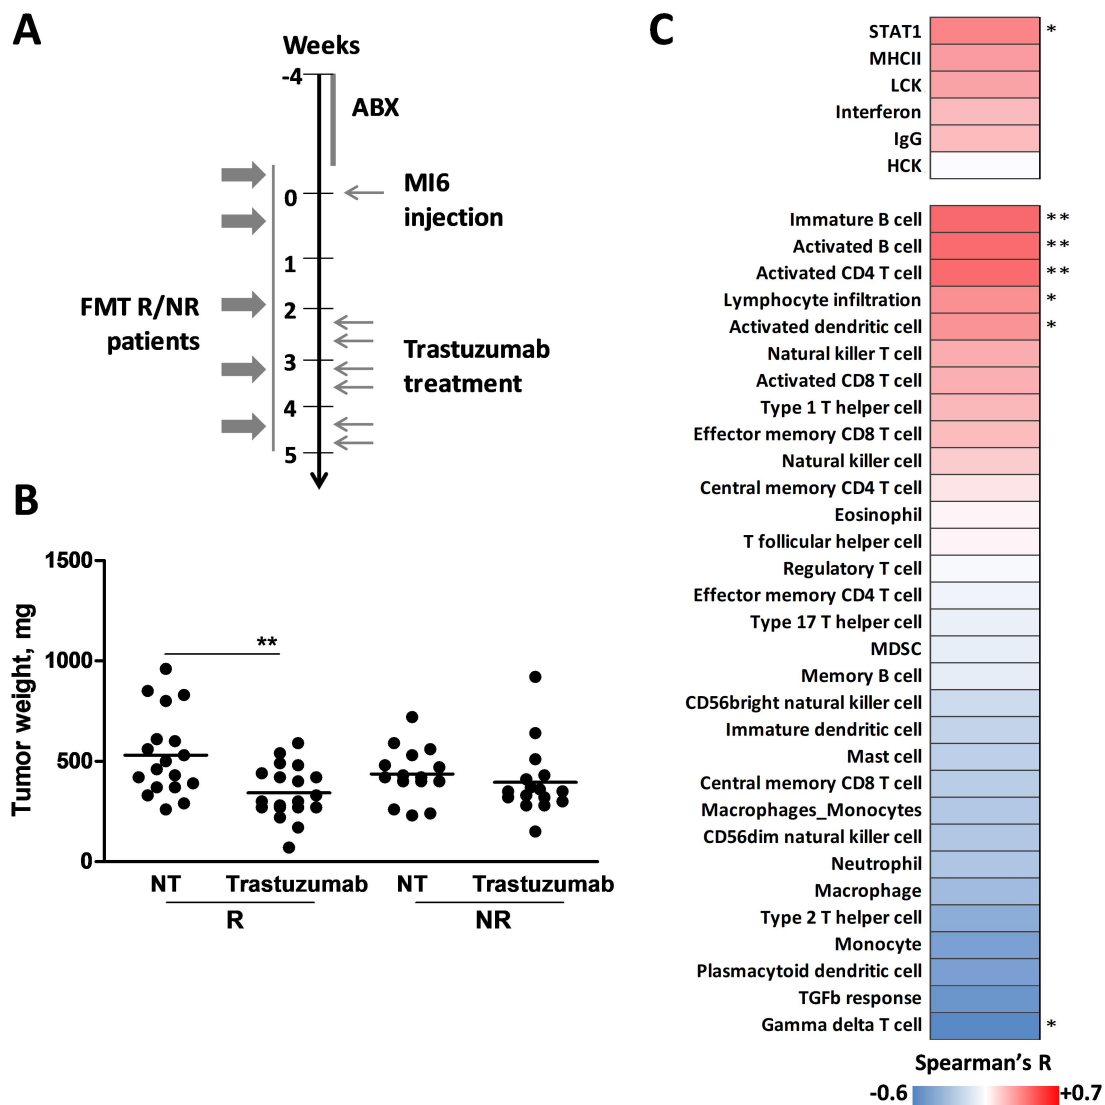 A
Weeks
-4
ABX
0
MI6
injection
1
FMT R/NR
patients
2
3
Trastuzumab
treatment
4
5
B
Tumor weight, mg
1500
1000
500
0
**
NT
Trastuzumab
NT
Trastuzumab
R
NR
C
STAT1 *
MHCII
LCK
Interferon
IgG
HCK
Immature B cell **
Activated B cell **
Activated CD4 T cell **
Lymphocyte infiltration *
Activated dendritic cell *
Natural killer T cell
Activated CD8 T cell
Type 1 T helper cell
Effector memory CD8 T cell
Natural killer cell
Central memory CD4 T cell
Eosinophil
T follicular helper cell
Regulatory T cell
Effector memory CD4 T cell
Type 17 T helper cell
MDSC
Memory B cell
CD56bright natural killer cell
Immature dendritic cell
Mast cell
Central memory CD8 T cell
Macrophages_Monocytes
CD56dim natural killer cell
Neutrophil
Macrophage
Type 2 T helper cell
Monocyte
Plasmacytoid dendritic cell
TGFb response
Gamma delta T cell *
Spearman's R
-0.6 +0.7